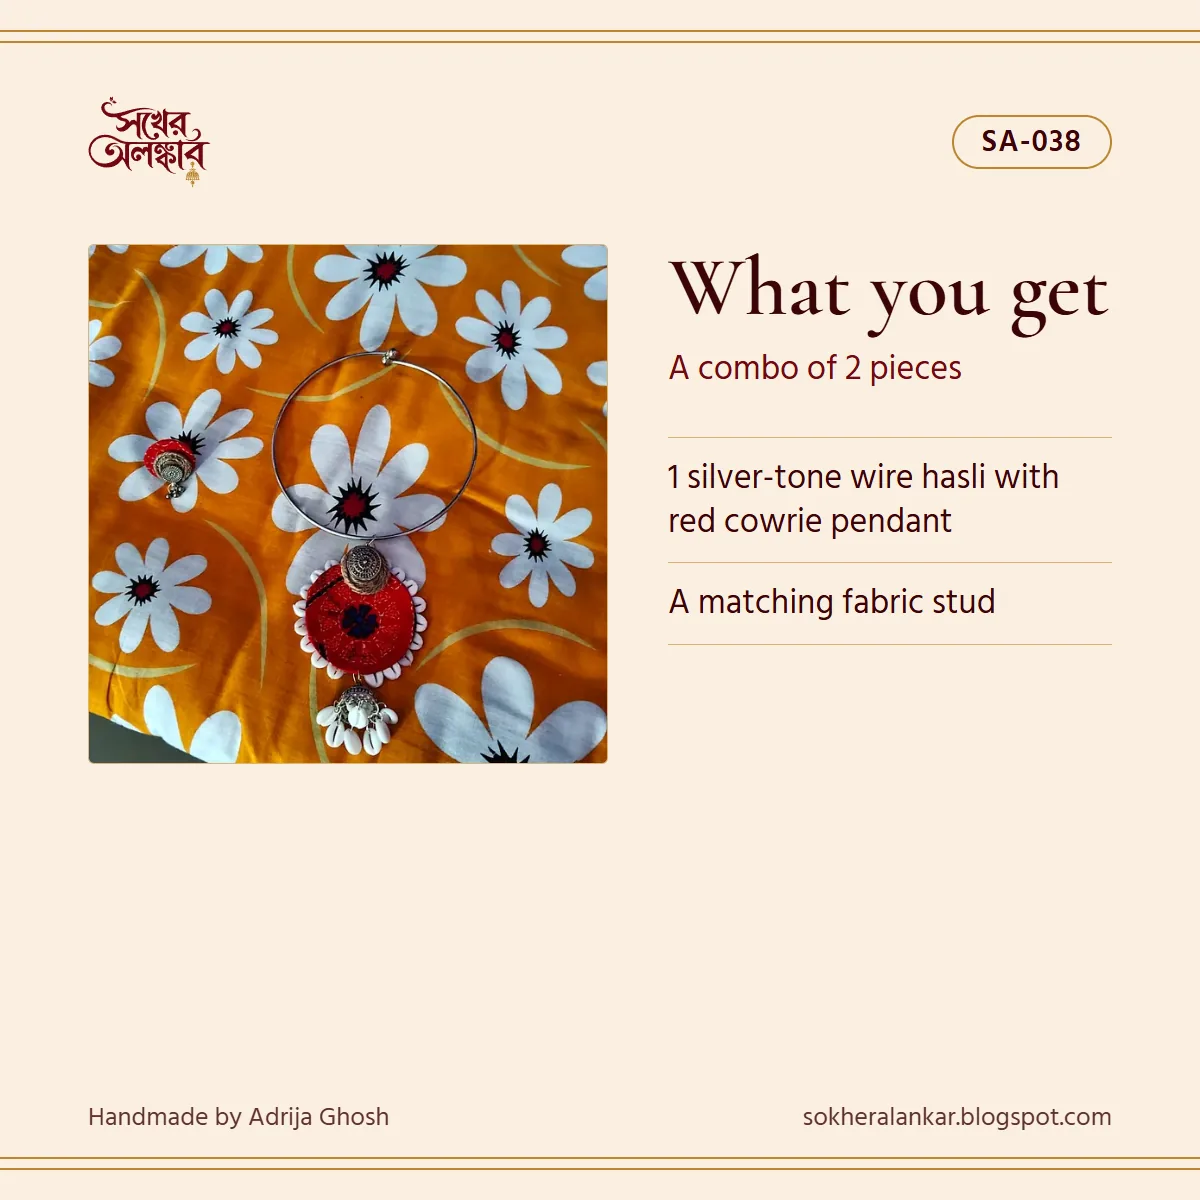 সখের
অলঙ্কার
SA-038
What you get
A combo of 2 pieces
1 silver-tone wire hasli with
red cowrie pendant
A matching fabric stud
Handmade by Adrija Ghosh
sokheralankar.blogspot.com